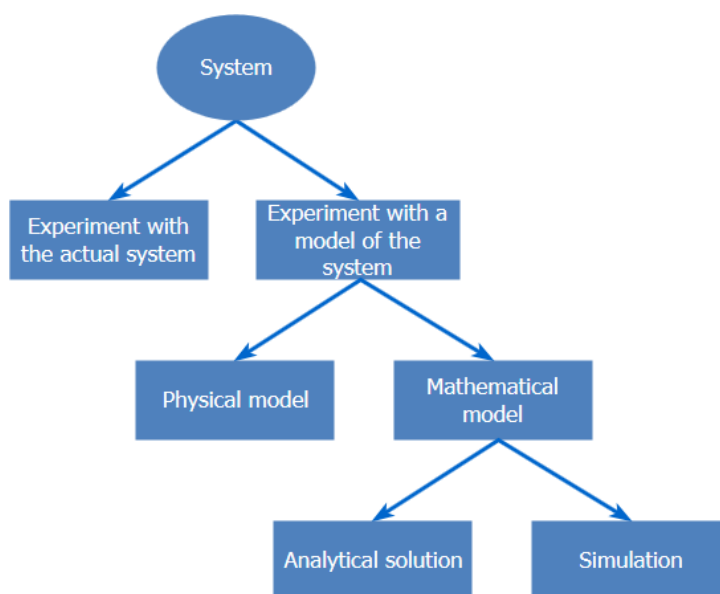 System
Experiment with
the actual system
Experiment with a
model of the
system
Physical model
Mathematical
model
Analytical solution
Simulation